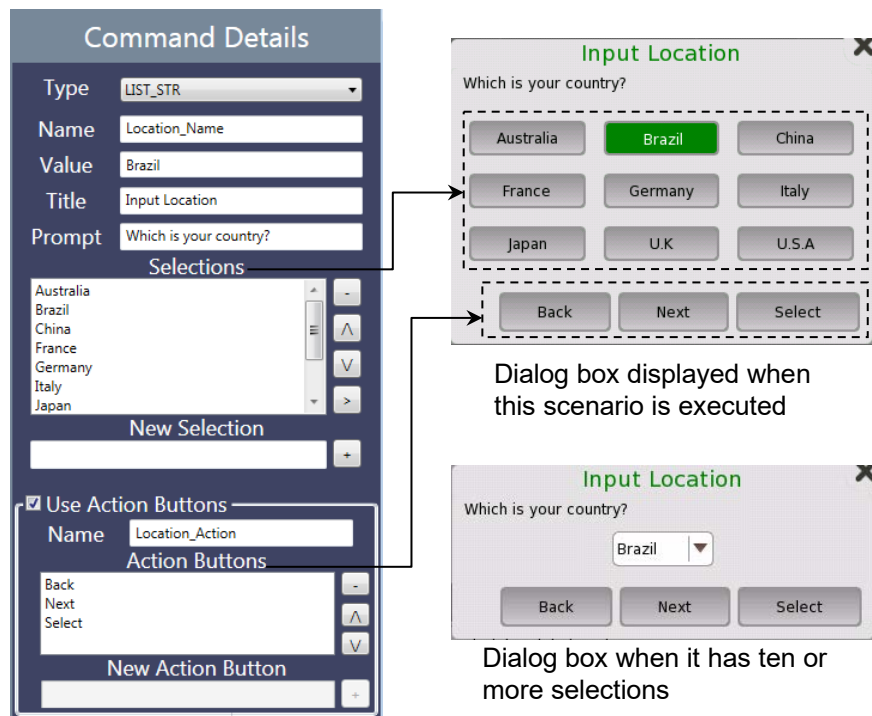 Command Details
Type LIST_STR
Name Location_Name
Value Brazil
Title Input Location
Prompt Which is your country?
Selections
Australia
Brazil
China
France
Germany
Italy
Japan
-
/\
\/
>
New Selection
+
Use Action Buttons
Name Location_Action
Action Buttons
Back
Next
Select
-
/\
\/
New Action Button
+
Input Location
Which is your country?
Australia Brazil China
France Germany Italy
Japan U.K U.S.A
Back Next Select
Dialog box displayed when
this scenario is executed
Input Location
Which is your country?
Brazil
Back Next Select
Dialog box when it has ten or
more selections